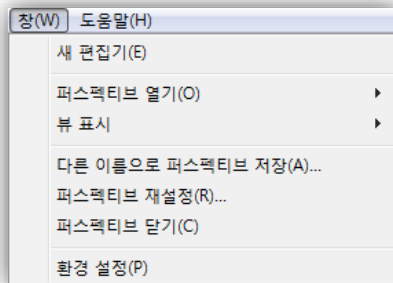 창(W) 도움말(H)
새 편집기(E)
퍼스펙티브 열기(O)
뷰 표시
다른 이름으로 퍼스펙티브 저장(A)...
퍼스펙티브 재설정(R)...
퍼스펙티브 닫기(C)
환경 설정(P)